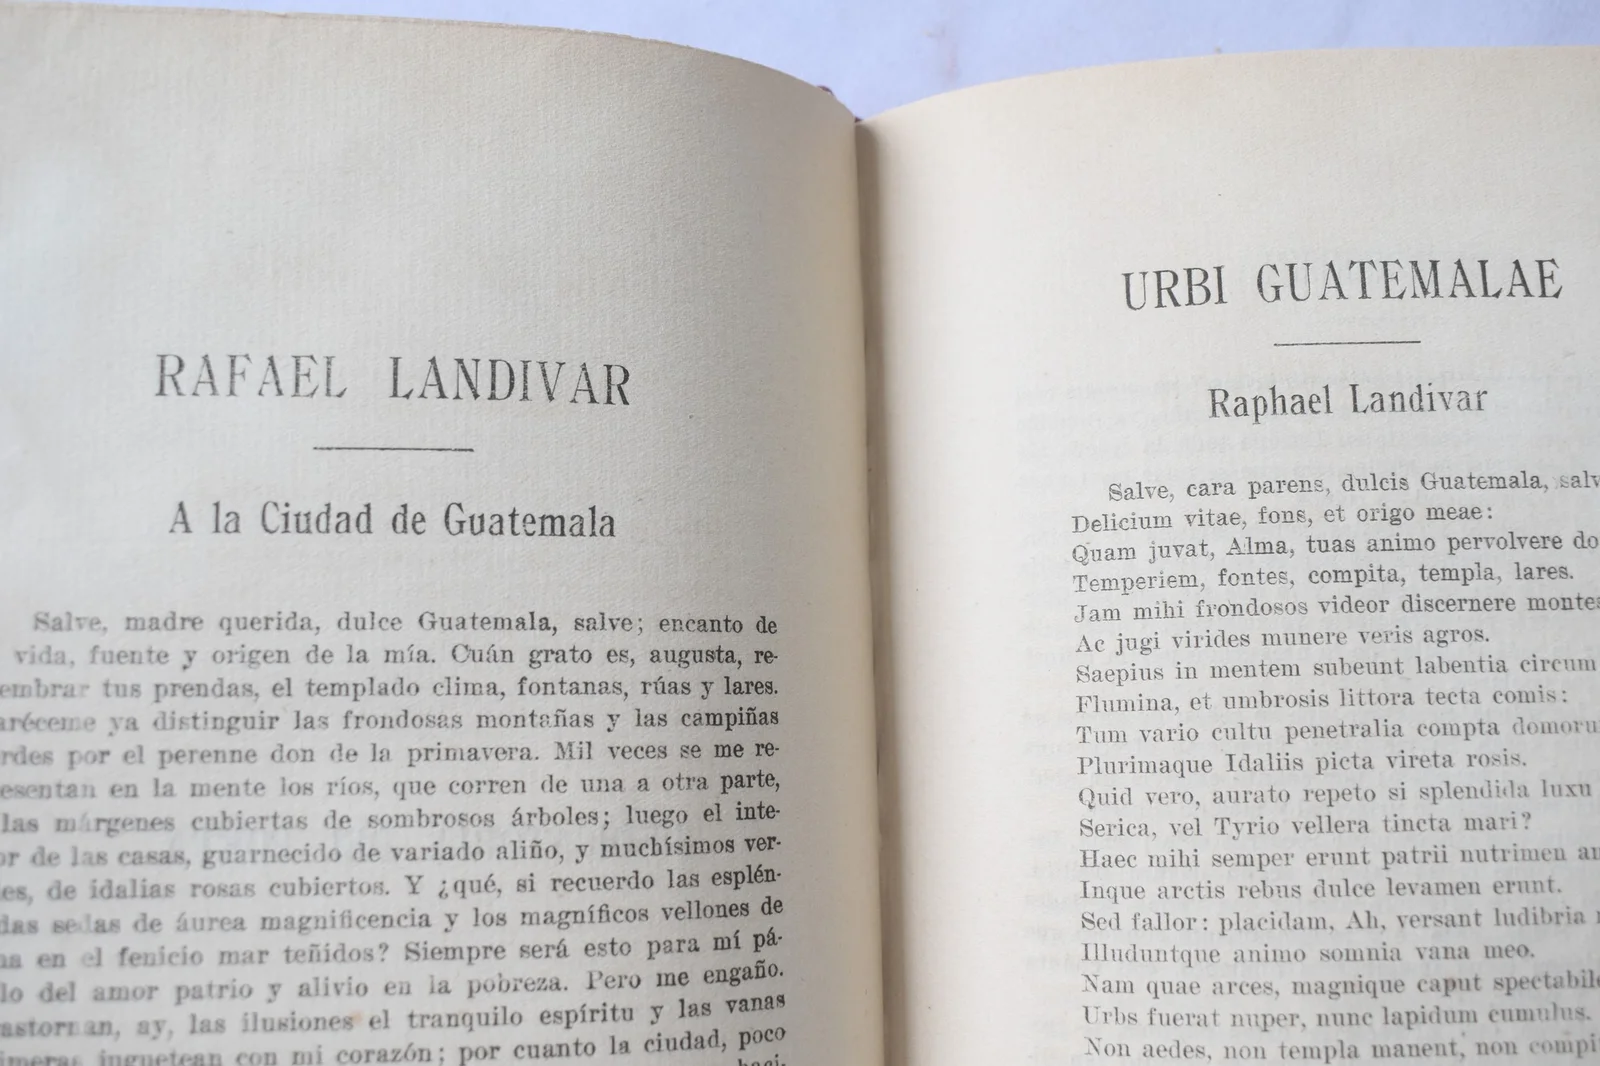 RAFAEL LANDIVAR
A la Ciudad de Guatemala
Salve, madre querida, dulce Guatemala, salve; encanto de
vida, fuente y origen de la mía. Cuán grato es, augusta, re-
tus prendas, el templado clima, fontanas, rúas y lares.
ya distinguir las frondosas montañas y las campiñas
por el perenne don de la primavera. Mil veces se me re-
en la mente los ríos, que corren de una a otra parte,
las márgenes cubiertas de sombrosos árboles; luego el inte-
de las casas, guarnecido de variado aliño, y muchísimos ver-
de idalias rosas cubiertos. Y ¿qué, si recuerdo las esplén-
sedas de áurea magnificencia y los magníficos vellones de
en el fenicio mar teñidos? Siempre será esto para mí pá-
del amor patrio y alivio en la pobreza. Pero me engaño.
ay, las ilusiones el tranquilo espíritu y las vanas
juguetean con mi corazón; por cuanto la ciudad, poco
URBI GUATEMALAE
Raphael Landivar
Salve, cara parens, dulcis Guatemala, salv
Delicium vitae, fons, et origo meae:
Quam juvat, Alma, tuas animo pervolvere do
Temperiem, fontes, compita, templa, lares.
Jam mihi frondosos videor discernere montes
Ac jugi virides munere veris agros.
Saepius in mentem subeunt labentia circum
Flumina, et umbrosis littora tecta comis:
Tum vario cultu penetralia compta domoru
Plurimaque Idaliis picta vireta rosis.
Quid vero, aurato repeto si splendida luxu
Serica, vel Tyrio vellera tincta mari?
Haec mihi semper erunt patrii nutrimen a
Inque arctis rebus dulce levamen erunt.
Sed fallor: placidam, Ah, versant ludibria
Illuduntque animo somnia vana meo.
Nam quae arces, magnique caput spectabile
Urbs fuerat nuper, nunc lapidum cumulus.
Non aedes, non templa manent, non compi